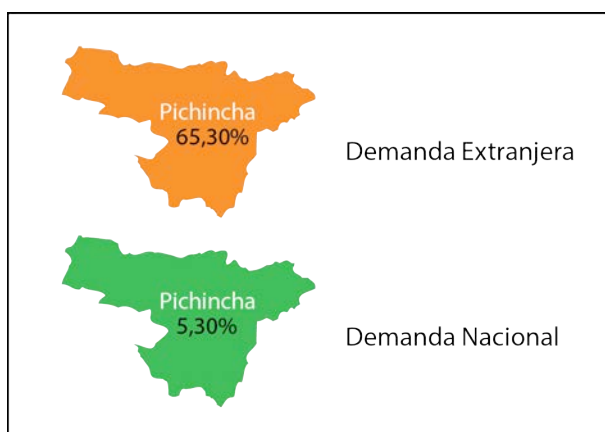 Pichincha
65,30%
Demanda Extranjera
Pichincha
5,30%
Demanda Nacional